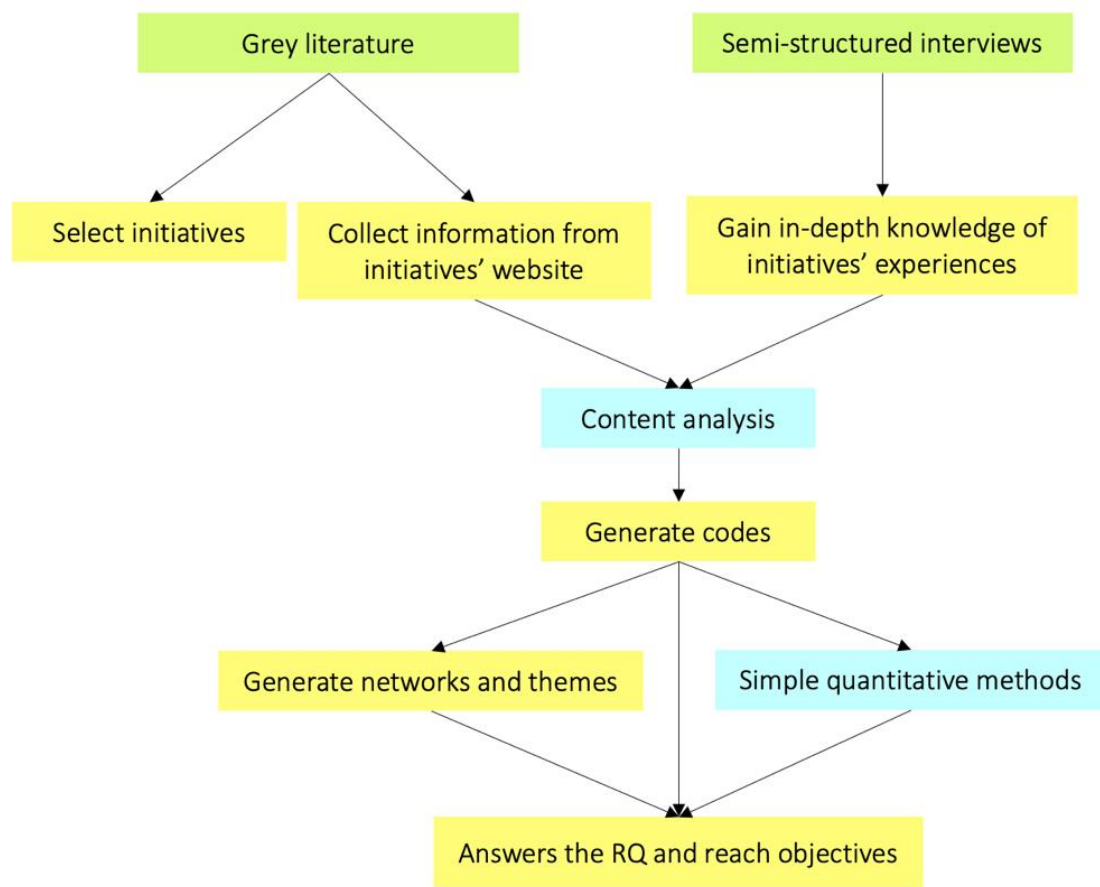 Grey literature
Semi-structured interviews
Select initiatives
Collect information from
initiatives' website
Gain in-depth knowledge of
initiatives' experiences
Content analysis
Generate codes
Generate networks and themes
Simple quantitative methods
Answers the RQ and reach objectives